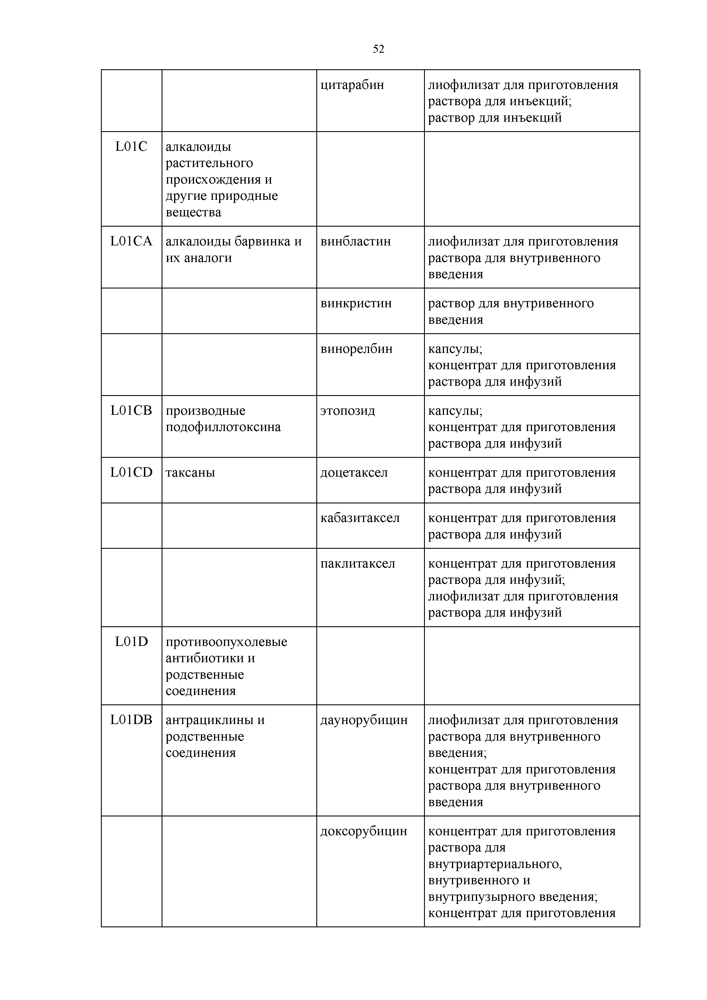 52
цитарабин
лиофилизат для приготовления
раствора для инъекций;
раствор для инъекций
L01C
алкалоиды
растительного
происхождения и
другие природные
вещества
L01CA
алкалоиды барвинка и
их аналоги
винбластин
лиофилизат для приготовления
раствора для внутривенного
введения
винкристин
раствор для внутривенного
введения
винорелбин
капсулы;
концентрат для приготовления
раствора для инфузий
L01CB
производные
подофиллотоксина
этопозид
капсулы;
концентрат для приготовления
раствора для инфузий
L01CD
таксаны
доцетаксел
концентрат для приготовления
раствора для инфузий
кабазитаксел
концентрат для приготовления
раствора для инфузий
паклитаксел
концентрат для приготовления
раствора для инфузий;
лиофилизат для приготовления
раствора для инфузий
L01D
противоопухолевые
антибиотики и
родственные
соединения
L01DB
антрациклины и
родственные
соединения
даунорубицин
лиофилизат для приготовления
раствора для внутривенного
введения;
концентрат для приготовления
раствора для внутривенного
введения
доксорубицин
концентрат для приготовления
раствора для
внутриартериального,
внутривенного и
внутрипузырного введения;
концентрат для приготовления